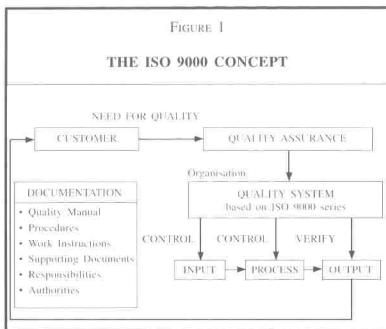 FIGURE 1
THE ISO 9000 CONCEPT
NEED FOR QUALITY
CUSTOMER
QUALITY ASSURANCE
Organisation
QUALITY SYSTEM
based on ISO 9000 series
DOCUMENTATION
• Quality Manual
• Procedures
• Work Instructions
• Supporting Documents
• Responsibilities
• Authorities
CONTROL CONTROL VERIFY
INPUT PROCESS OUTPUT